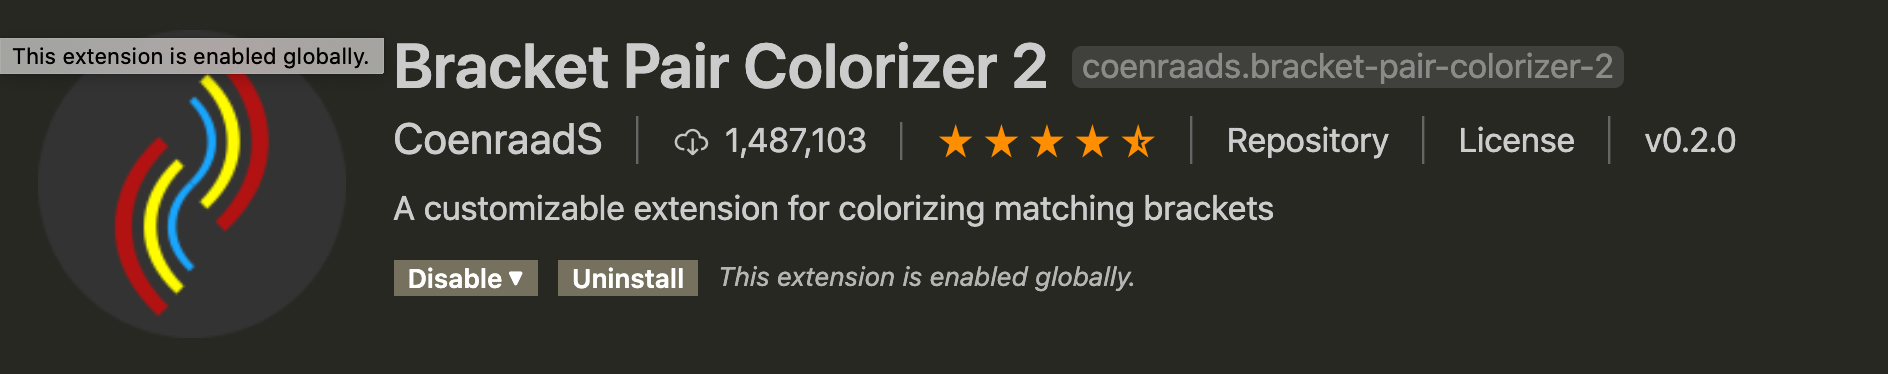 This extension is enabled globally.
Bracket Pair Colorizer 2 coenraads.bracket-pair-colorizer-2
CoenraadS 1,487,103 Repository License v0.2.0
A customizable extension for colorizing matching brackets
Disable Uninstall This extension is enabled globally.